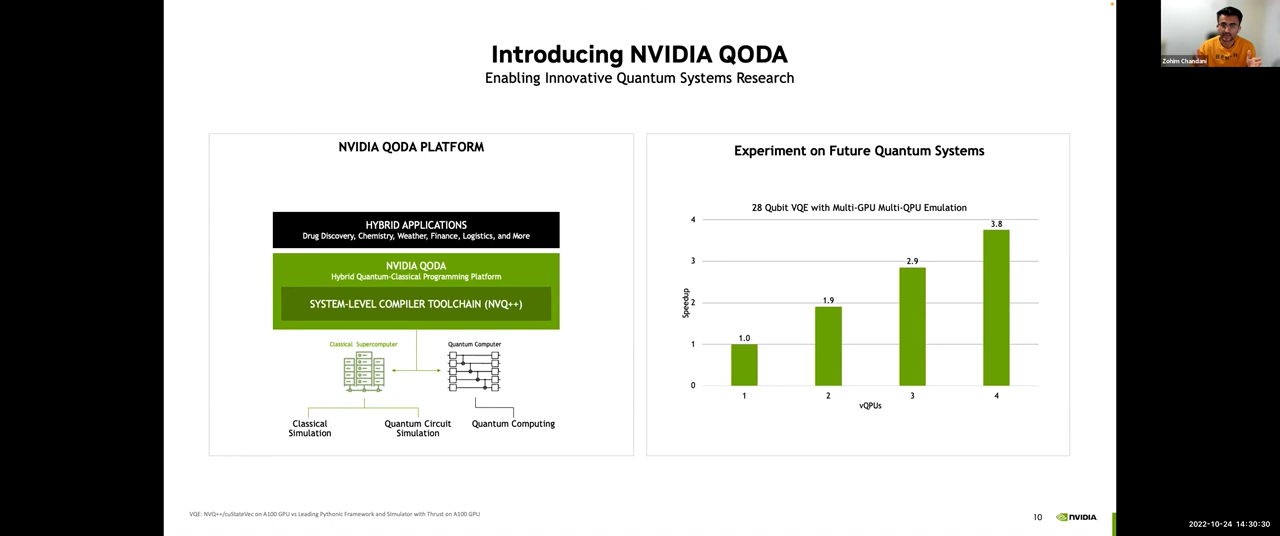 Introducing NVIDIA QODA
Enabling Innovative Quantum Systems Research
Zohim Chandani
NVIDIA QODA PLATFORM
HYBRID APPLICATIONS
Drug Discovery, Chemistry, Weather, Finance, Logistics, and More
NVIDIA QODA
Hybrid Quantum-Classical Programming Platform
SYSTEM-LEVEL COMPILER TOOLCHAIN (NVQ++)
Classical Supercomputer
Quantum Computer
Classical
Simulation
Quantum Circuit
Simulation
Quantum Computing
Experiment on Future Quantum Systems
28 Qubit VQE with Multi-GPU Multi-QPU Emulation
Speedup
4
3
2
1
0
1.0
1.9
2.9
3.8
1
2
3
4
vQPUs
VQE: NVQ++/cuStateVec on A100 GPU vs Leading Pythonic Framework and Simulator with Thrust on A100 GPU
10
NVIDIA.
2022-10-24 14:30:30